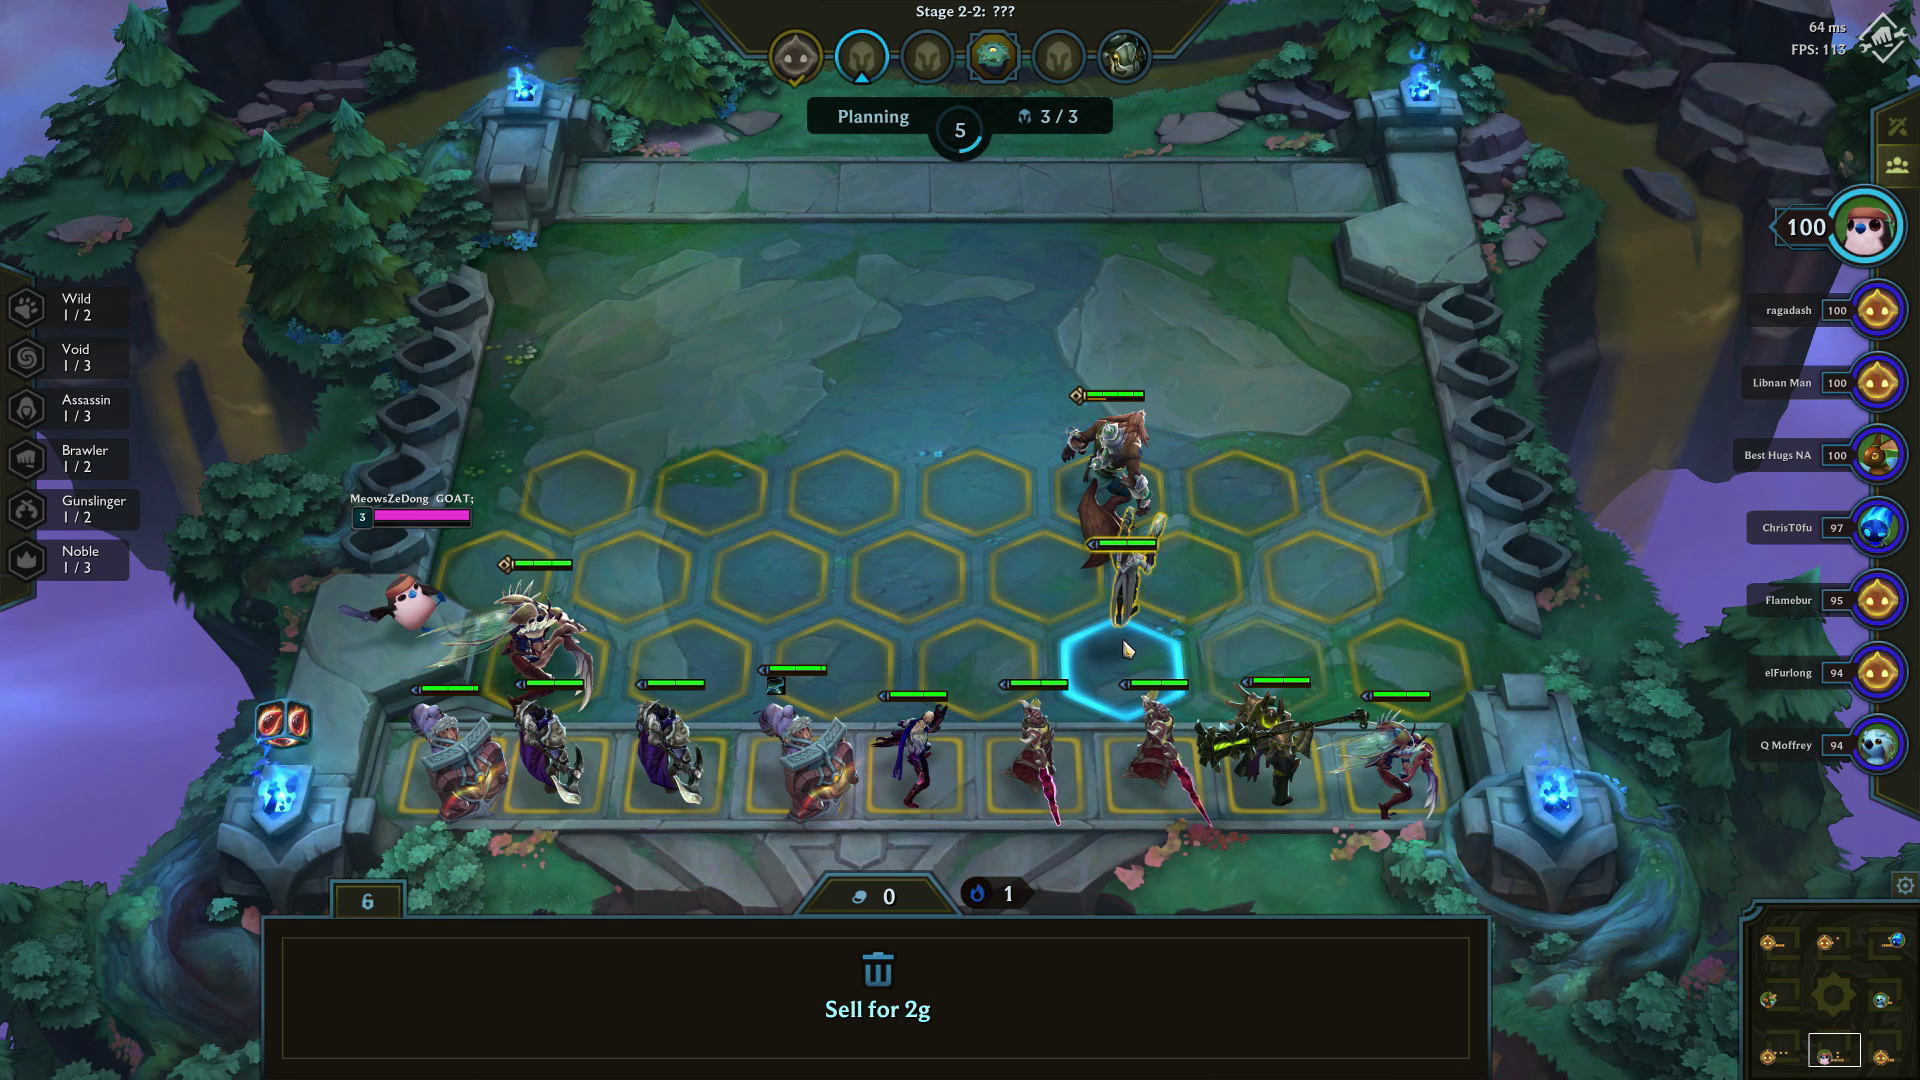 Stage 2-2: ???
64 ms
FPS: 113
Planning
5
3 / 3
100
Wild
1 / 2
Void
1 / 3
Assassin
1 / 3
Brawler
1 / 2
Gunslinger
1 / 2
Noble
1 / 3
ragadash 100
Libnan Man 100
Best Hugs NA 100
ChrisT0fu 97
Flamebur 95
elFurlong 94
Q Moffrey 94
MeowsZeDong GOAT;
3
6
0
1
Sell for 2g